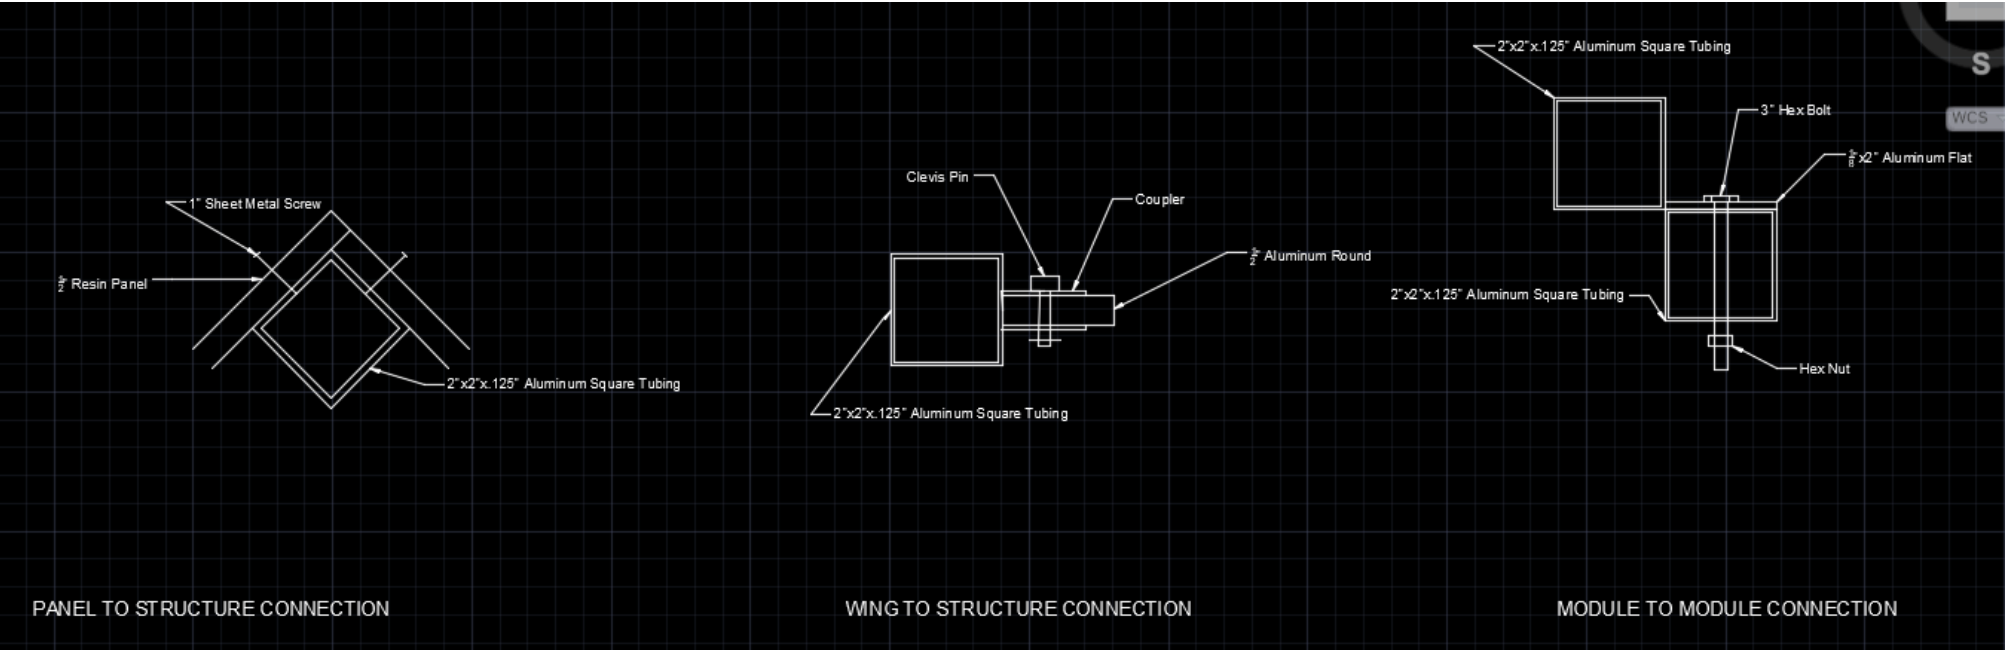 2"x2"x.125" Aluminum Square Tubing
S
3" Hex Bolt
WCS
x2" Aluminum Flat
Clevis Pin
Coupler
1" Sheet Metal Screw
½ Resin Panel
½ Aluminum Round
2"x2"x.125" Aluminum Square Tubing
Hex Nut
2"x2"x.125" Aluminum Square Tubing
2"x2"x.125" Aluminum Square Tubing
PANEL TO STRUCTURE CONNECTION
WING TO STRUCTURE CONNECTION
MODULE TO MODULE CONNECTION